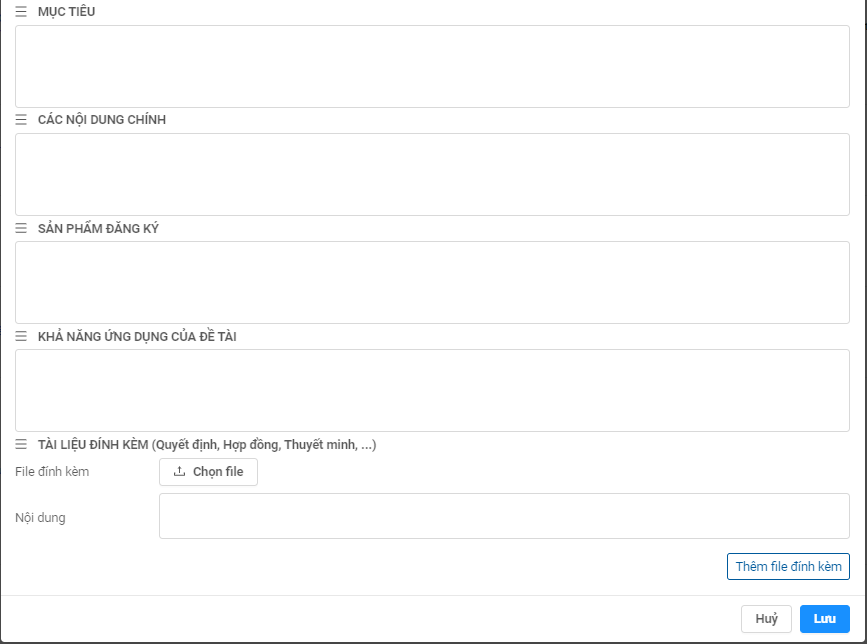 MỤC TIÊU
CÁC NỘI DUNG CHÍNH
SẢN PHẨM ĐĂNG KÝ
KHẢ NĂNG ỨNG DỤNG CỦA ĐỀ TÀI
TÀI LIỆU ĐÍNH KÈM (Quyết định, Hợp đồng, Thuyết minh, ...)
File đính kèm
Chọn file
Nội dung
Thêm file đính kèm
Huỷ
Lưu